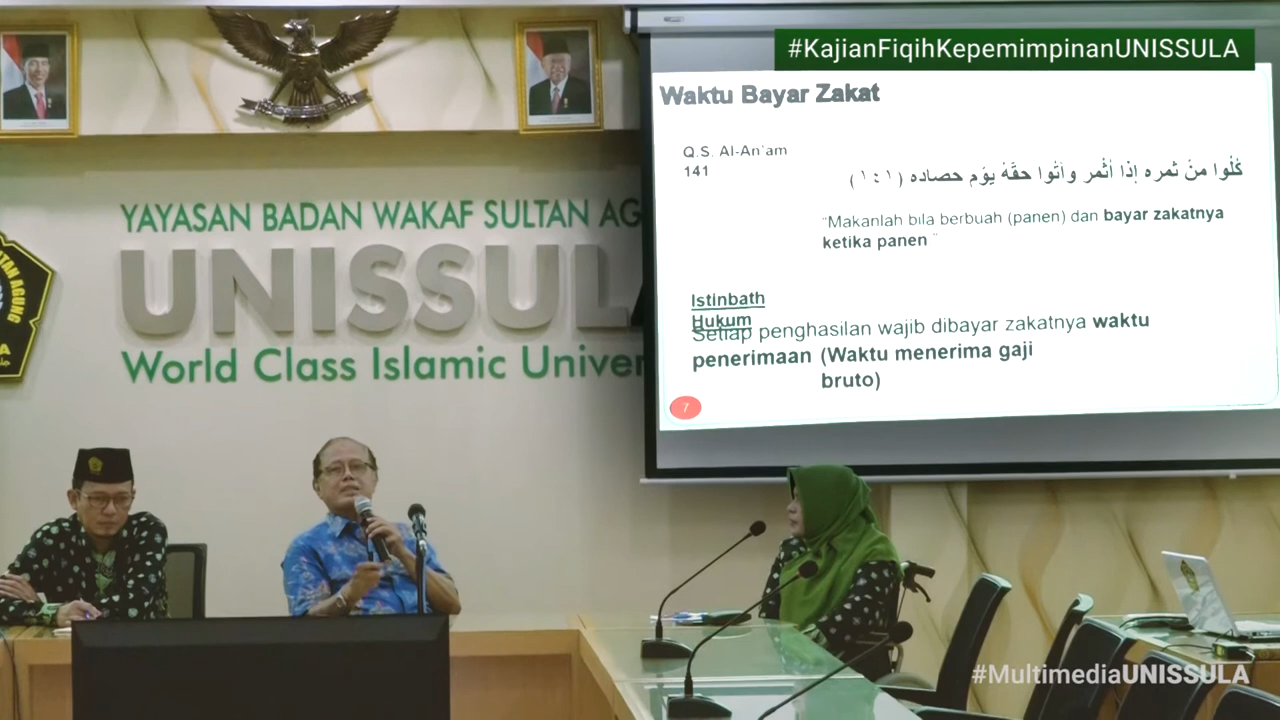 #KajianFiqihKepemimpinanUNISSULA
Waktu Bayar Zakat
Q.S. Al-An'am
141
كُلُوا مِنْ ثَمَرِهِ إِذَا أَثْمَرَ وَآتُوا حَقَّهُ يَوْمَ حَصَادِهِ (١٤١)
"Makanlah bila berbuah (panen) dan bayar zakatnya
ketika panen "
Istinbath
Hukum
Setiap penghasilan wajib dibayar zakatnya waktu
penerimaan (Waktu menerima gaji
bruto)
7
YAYASAN BADAN WAKAF SULTAN AG
UNISSULA
World Class Islamic Univer
TAN AGUNG
#MultimediaUNISSULA